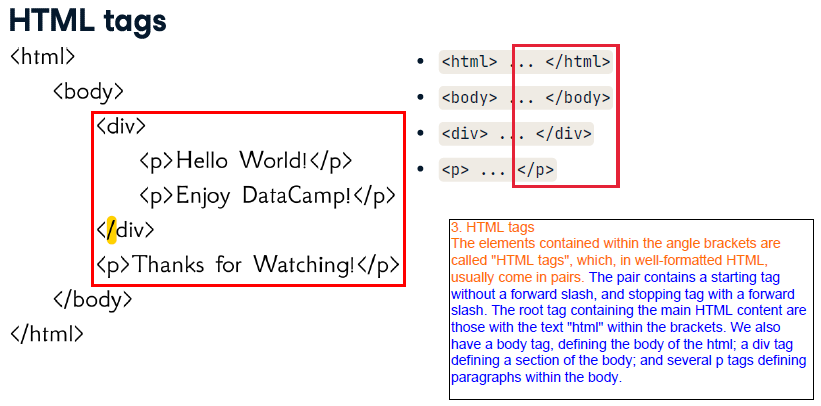 HTML tags
<html>
<body>
<div>
<p>Hello World!</p>
<p>Enjoy DataCamp!</p>
</div>
<p>Thanks for Watching!</p>
</body>
</html>
• <html> ... </html>
• <body> ... </body>
• <div> ... </div>
• <p> ... </p>
3. HTML tags
The elements contained within the angle brackets are
called "HTML tags", which, in well-formatted HTML,
usually come in pairs. The pair contains a starting tag
without a forward slash, and stopping tag with a forward
slash. The root tag containing the main HTML content are
those with the text "html" within the brackets. We also
have a body tag, defining the body of the html; a div tag
defining a section of the body; and several p tags defining
paragraphs within the body.